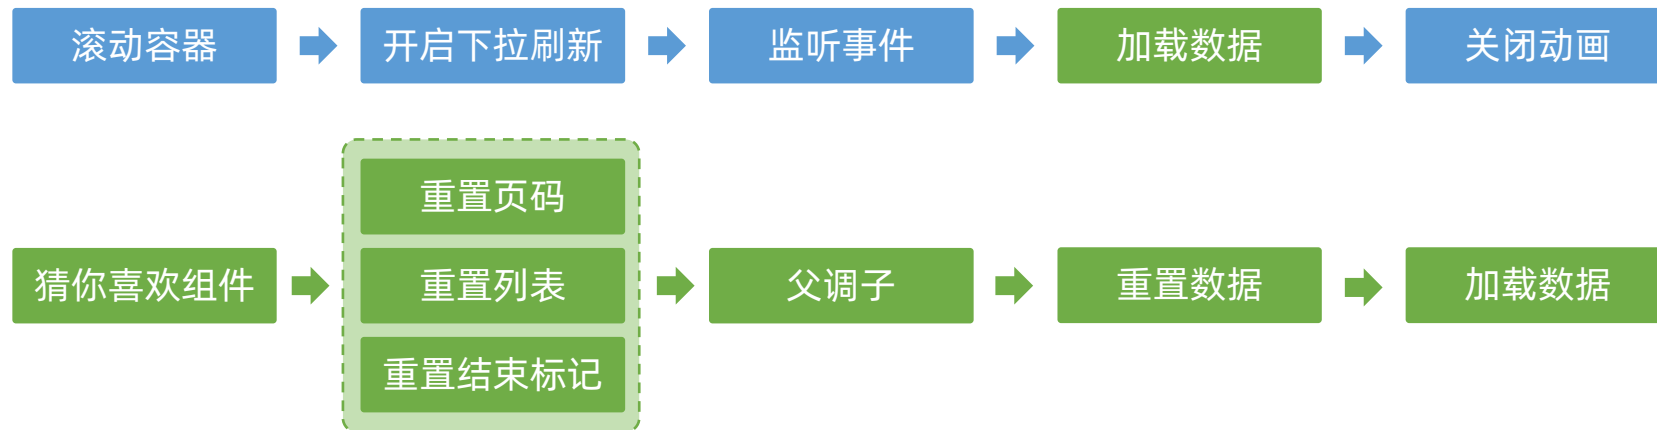 滚动容器
开启下拉刷新
监听事件
加载数据
关闭动画
猜你喜欢组件
重置页码
重置列表
重置结束标记
父调子
重置数据
加载数据